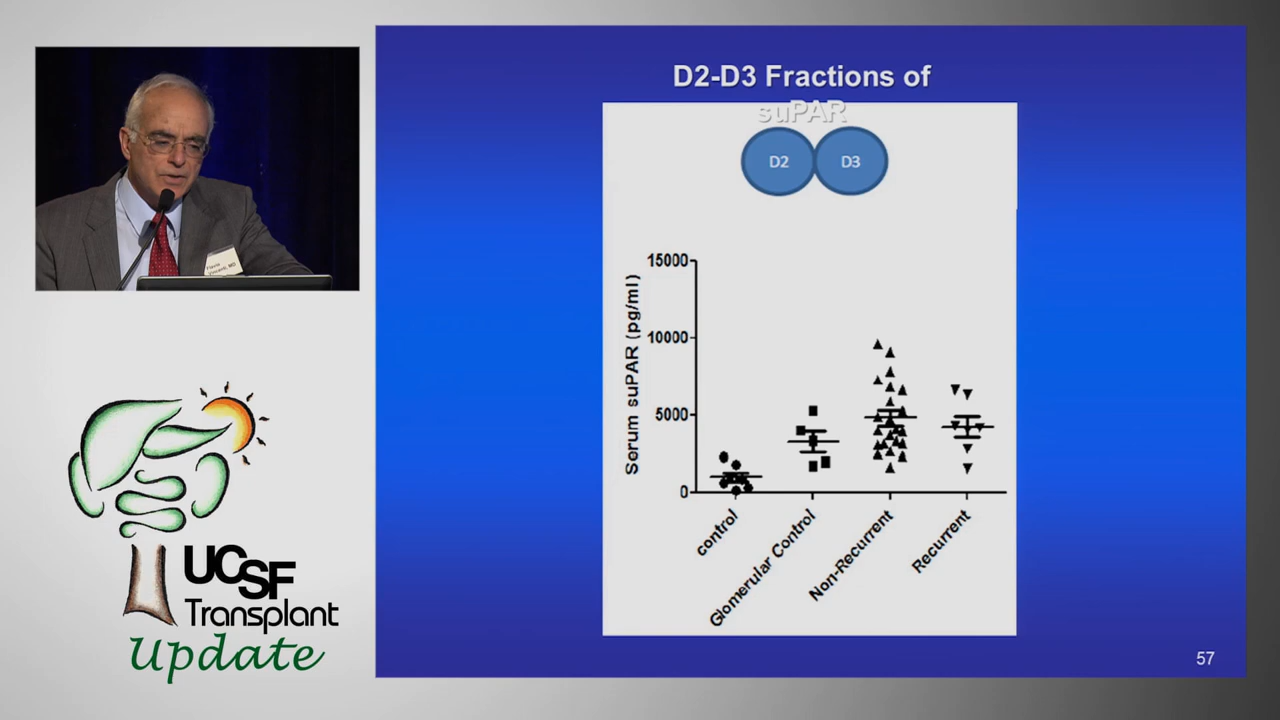 D2-D3 Fractions of
suPAR
D2 D3
Serum suPAR (pg/ml)
15000
10000
5000
0
control
Glomerular Control
Non-Recurrent
Recurrent
57
UCSF
Transplant
Update
MD